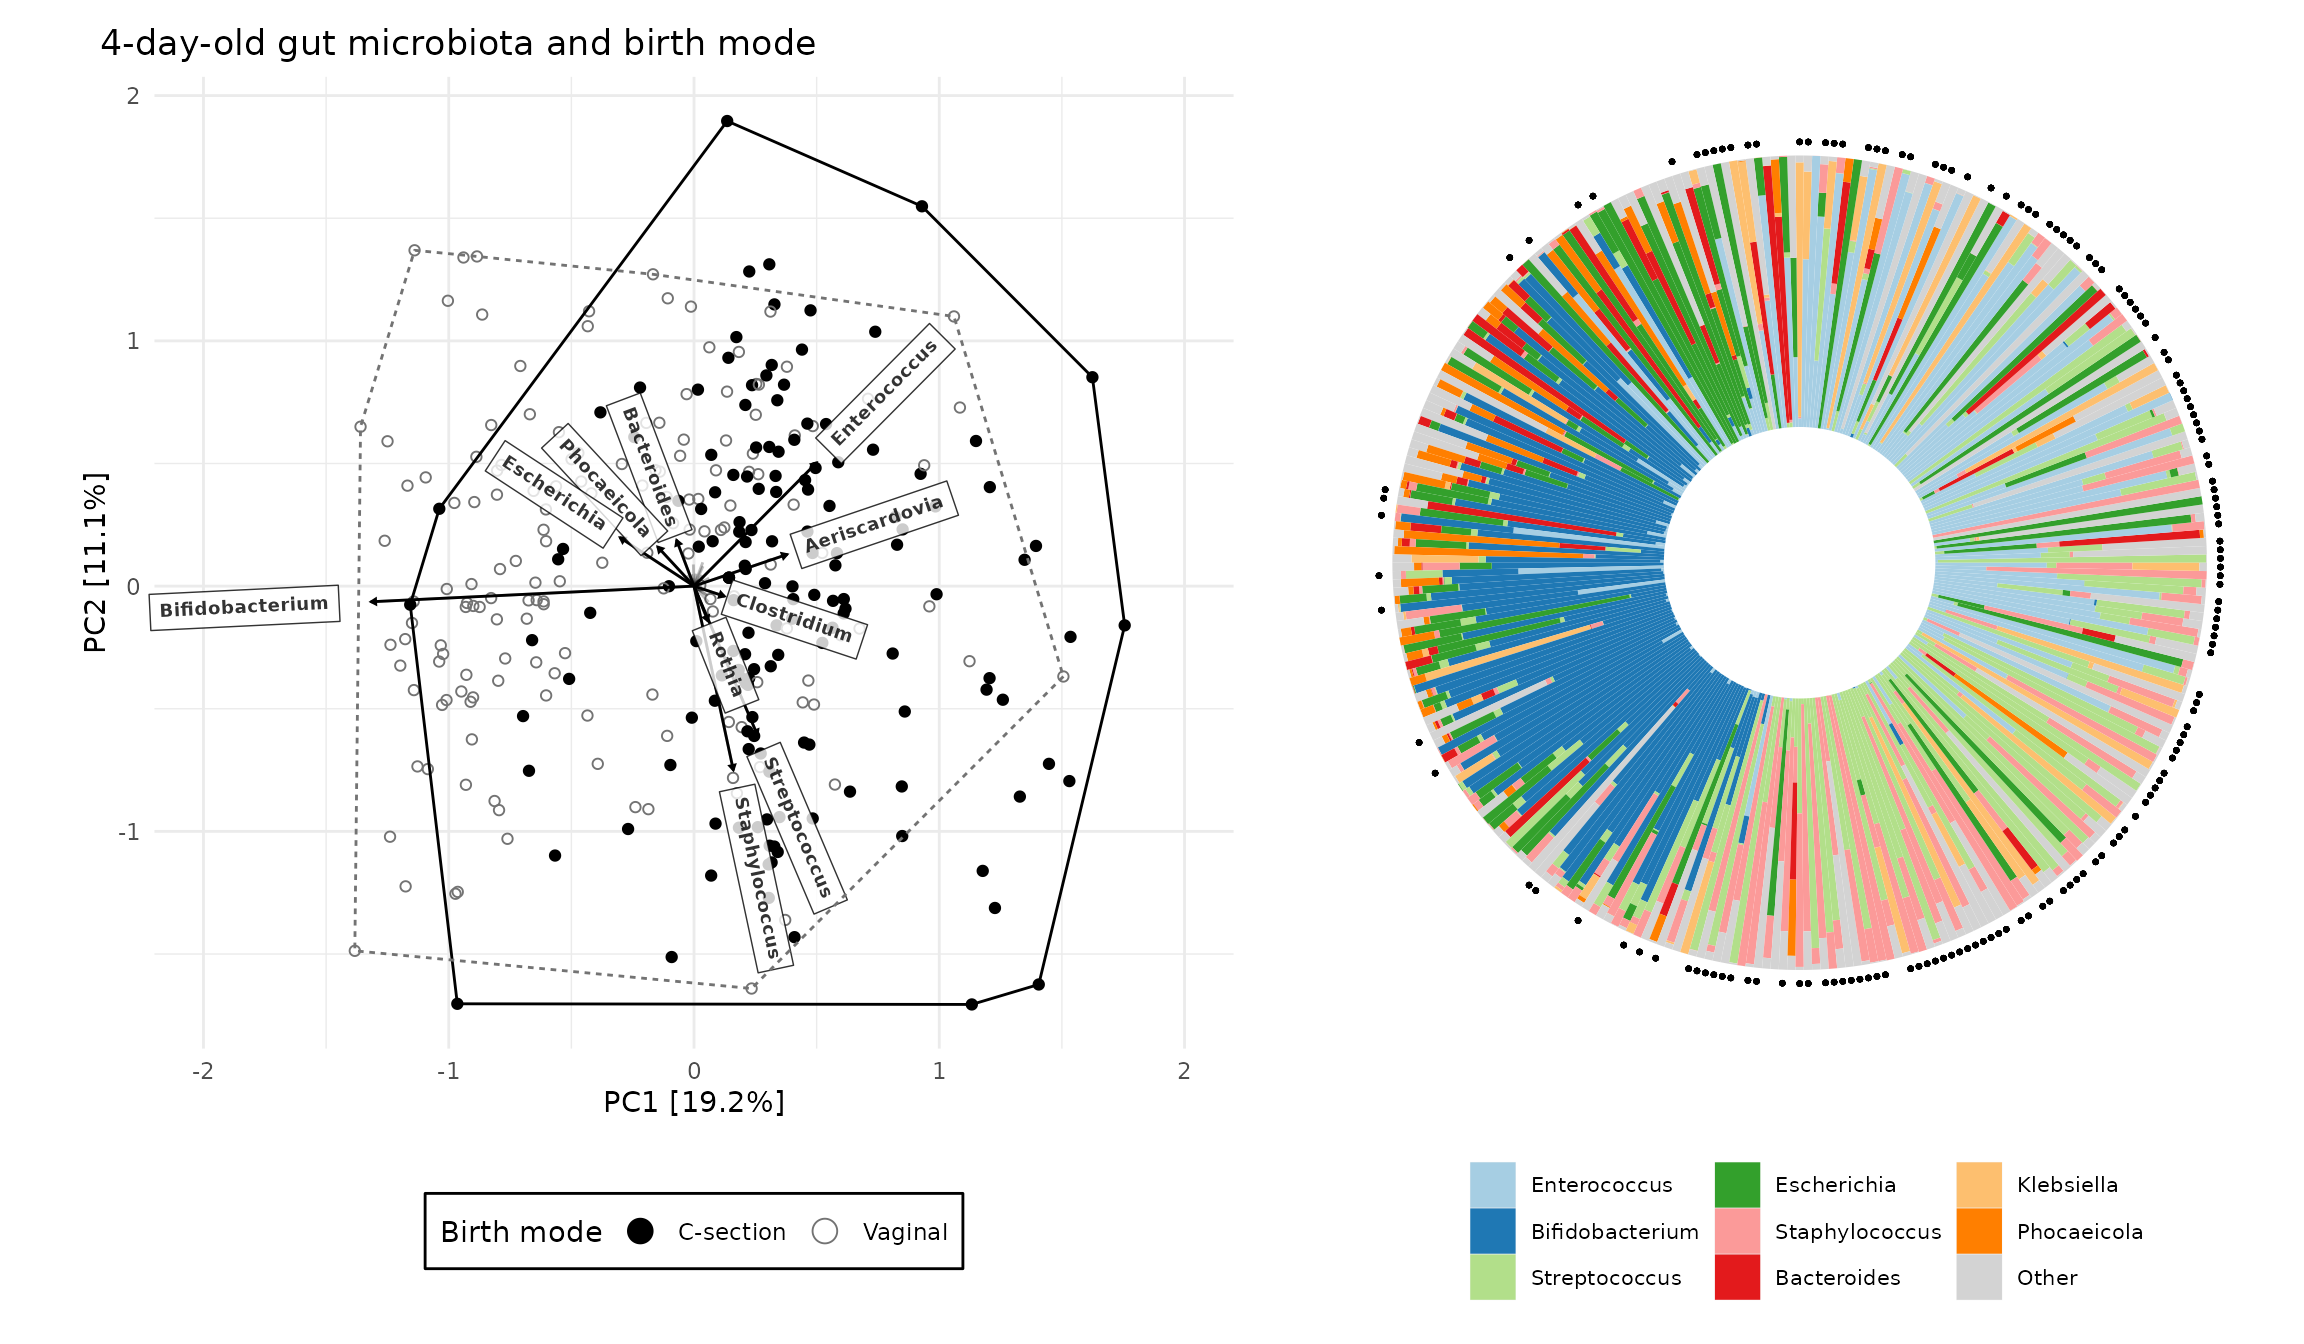 4-day-old gut microbiota and birth mode
2
1
0
-1
PC2 [11.1%]
-2
-1
0
1
2
PC1 [19.2%]
Enterococcus
Bacteroides
Phocaeicola
Escherichia
Aeriscardovia
Bifidobacterium
Clostridium
Rothia
Streptococcus
Staphylococcus
Birth mode C-section Vaginal
Enterococcus Escherichia Klebsiella
Bifidobacterium Staphylococcus Phocaeicola
Streptococcus Bacteroides Other